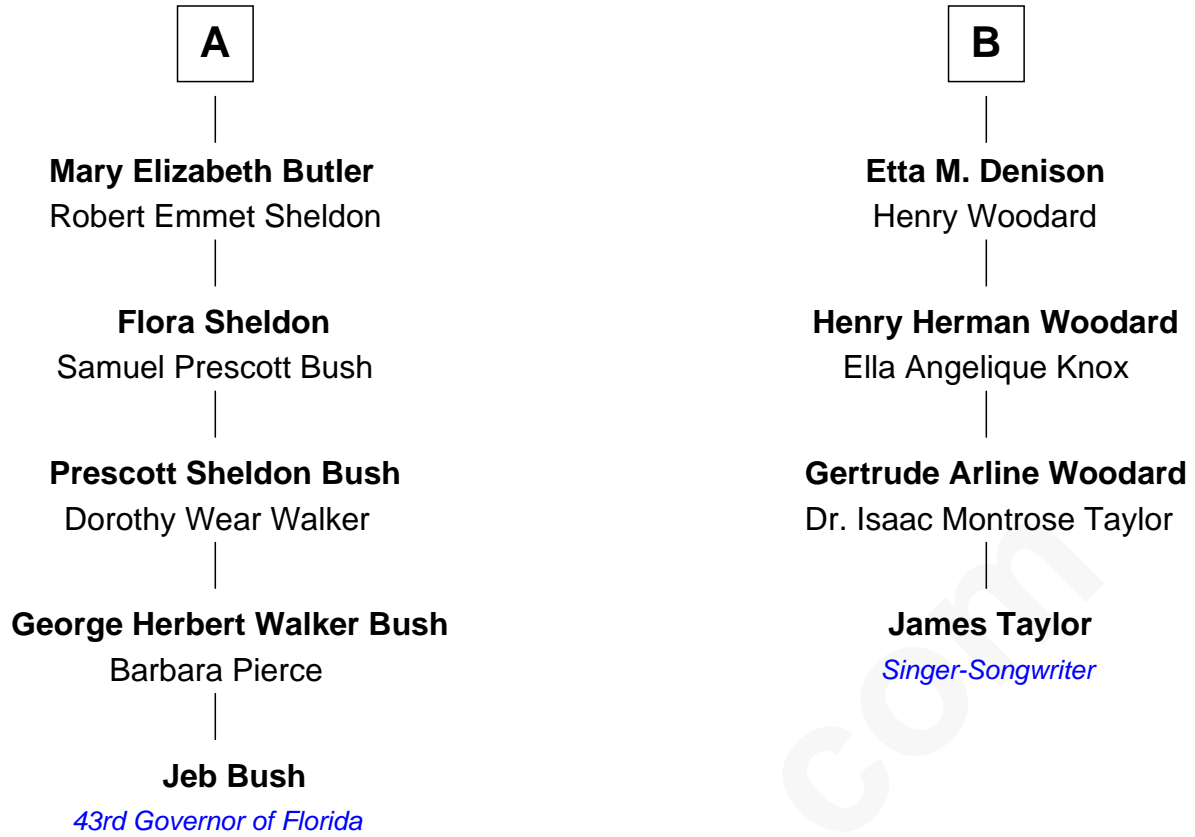 A
Mary Elizabeth Butler
Robert Emmet Sheldon
Flora Sheldon
Samuel Prescott Bush
Prescott Sheldon Bush
Dorothy Wear Walker
George Herbert Walker Bush
Barbara Pierce
Jeb Bush
43rd Governor of Florida
B
Etta M. Denison
Henry Woodard
Henry Herman Woodard
Ella Angelique Knox
Gertrude Arline Woodard
Dr. Isaac Montrose Taylor
James Taylor
Singer-Songwriter
com